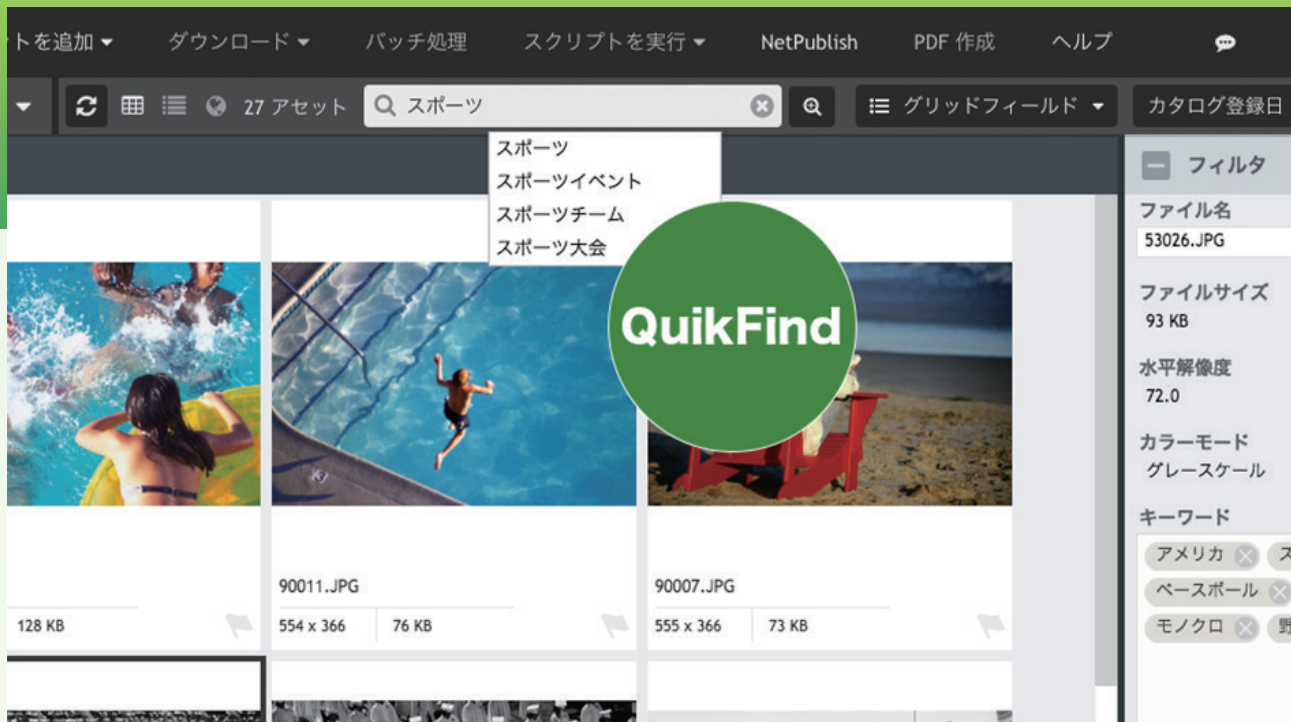 トを追加 ダウンロード バッチ処理 スクリプトを実行 NetPublish PDF 作成 ヘルプ
27 アセット スポーツ グリッドフィールド カタログ登録日
スポーツ
スポーツイベント
スポーツチーム
スポーツ大会
QuikFind
フィルタ
ファイル名
53026.JPG
ファイルサイズ
93 KB
水平解像度
72.0
カラーモード
グレースケール
キーワード
アメリカ ス
ベースボール
モノクロ 野
90011.JPG 90007.JPG
128 KB 554 x 366 76 KB 555 x 366 73 KB